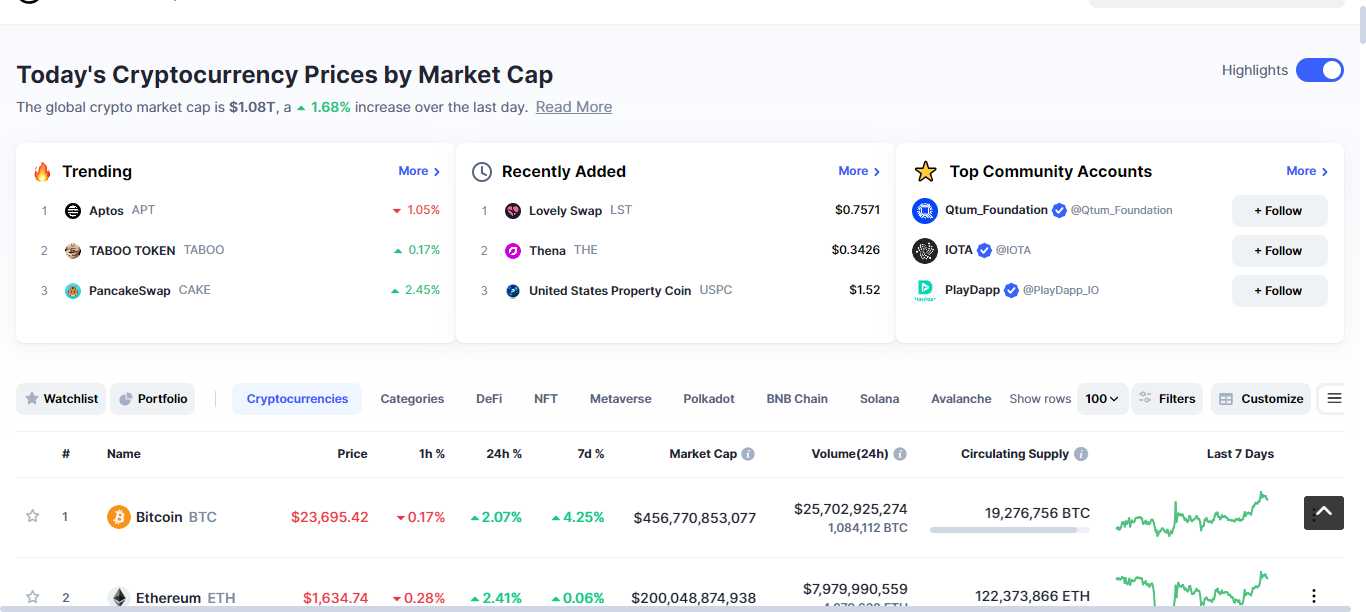 Today's Cryptocurrency Prices by Market Cap
Highlights
The global crypto market cap is $1.08T, a 1.68% increase over the last day. Read More
Trending
More
1 Aptos APT 1.05%
2 TABOO TOKEN TABOO 0.17%
3 PancakeSwap CAKE 2.45%
Recently Added
More
1 Lovely Swap LST $0.7571
2 Thena THE $0.3426
3 United States Property Coin USPC $1.52
Top Community Accounts
More
Qtum_Foundation @Qtum_Foundation + Follow
IOTA @IOTA + Follow
PlayDapp @PlayDapp_IO + Follow
Watchlist Portfolio Cryptocurrencies Categories DeFi NFT Metaverse Polkadot BNB Chain Solana Avalanche Show rows 100 Filters Customize
# Name Price 1h % 24h % 7d % Market Cap Volume(24h) Circulating Supply Last 7 Days
1 Bitcoin BTC $23,695.42 0.17% 2.07% 4.25% $456,770,853,077 $25,702,925,274 19,276,756 BTC
1,084,112 BTC
2 Ethereum ETH $1,634.74 0.28% 2.41% 0.06% $200,048,874,938 $7,979,990,559 122,373,866 ETH